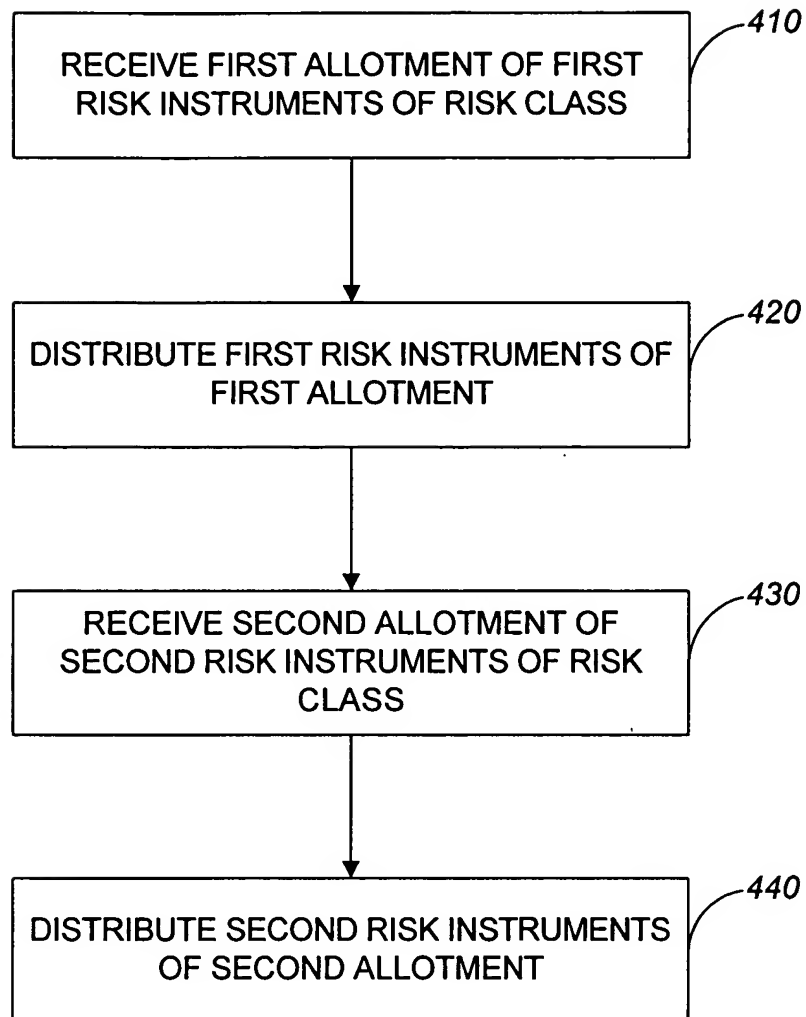 410
RECEIVE FIRST ALLOTMENT OF FIRST
RISK INSTRUMENTS OF RISK CLASS
420
DISTRIBUTE FIRST RISK INSTRUMENTS OF
FIRST ALLOTMENT
430
RECEIVE SECOND ALLOTMENT OF
SECOND RISK INSTRUMENTS OF RISK
CLASS
440
DISTRIBUTE SECOND RISK INSTRUMENTS
OF SECOND ALLOTMENT